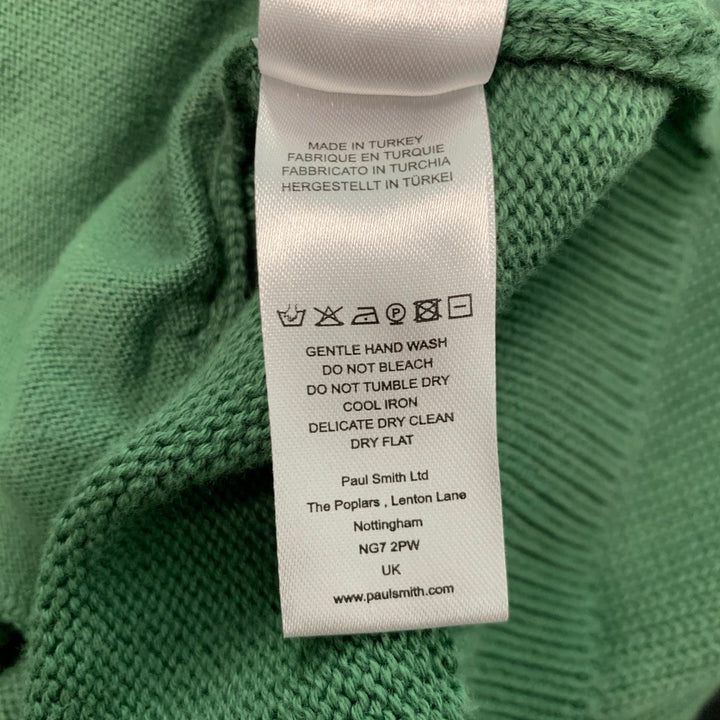 MADE IN TURKEY
FABRIQUE EN TURQUIE
FABBRICATO IN TURCHIA
HERGESTELLT IN TÜRKEI
P
GENTLE HAND WASH
DO NOT BLEACH
DO NOT TUMBLE DRY
COOL IRON
DELICATE DRY CLEAN
DRY FLAT
Paul Smith Ltd
The Poplars , Lenton Lane
Nottingham
NG7 2PW
UK
www.paulsmith.com